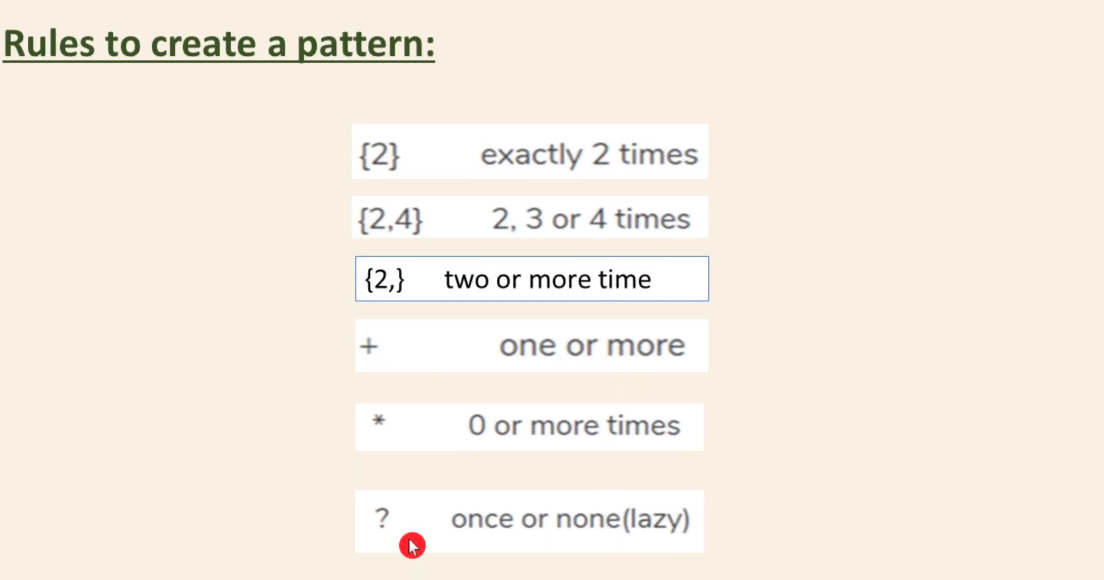 Rules to create a pattern:
{2} exactly 2 times
{2,4} 2, 3 or 4 times
{2,} two or more time
+ one or more
* 0 or more times
? once or none(lazy)